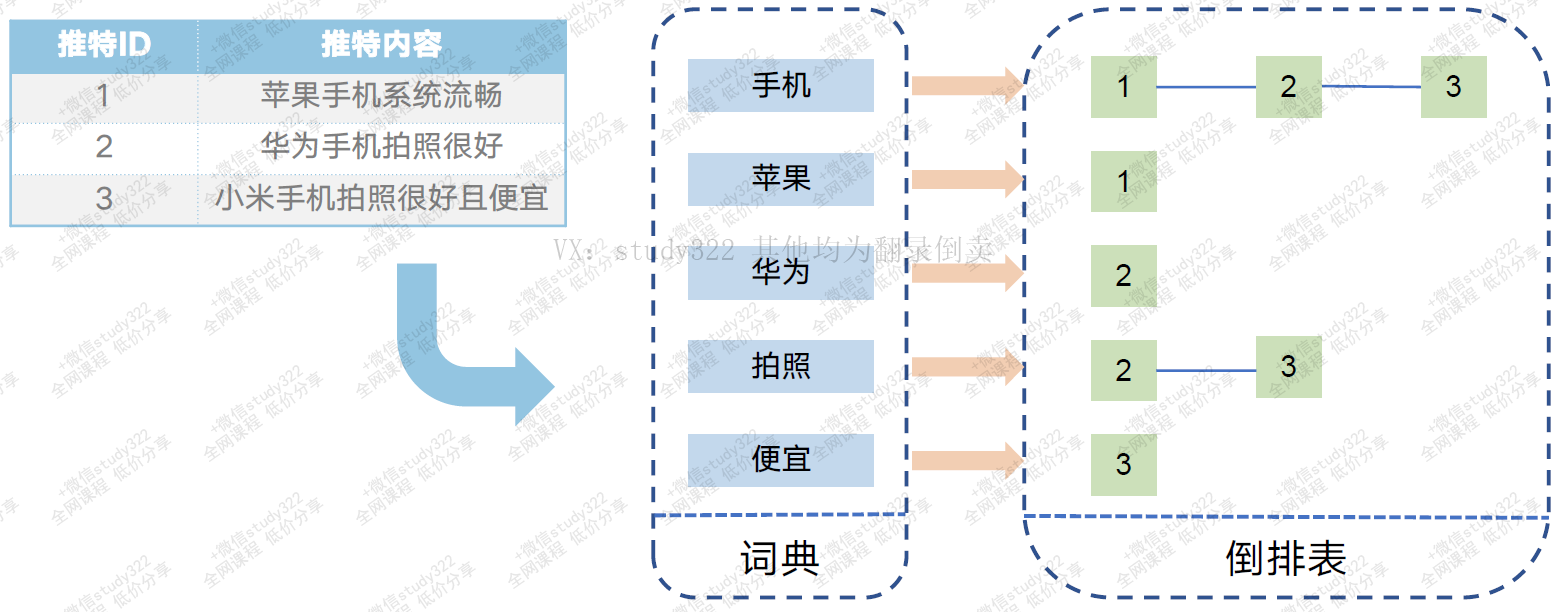 推特ID 推特内容
1 苹果手机系统流畅
2 华为手机拍照很好
3 小米手机拍照很好且便宜
手机 1 2 3
苹果 1
VX: study322 其他均为翻录倒卖
华为 2
拍照 2 3
便宜 3
词典 倒排表
+微信study322
全网课程 低价分享